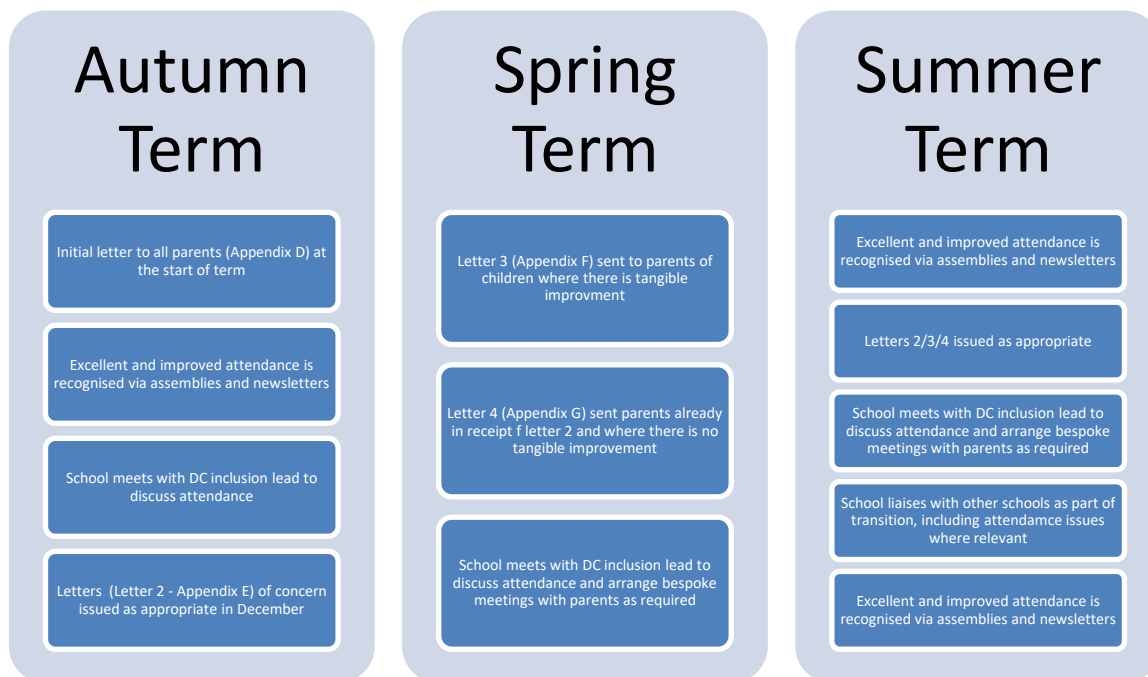 Autumn
Term
Initial letter to all parents (Appendix D) at
the start of term
Excellent and improved attendance is
recognised via assemblies and newsletters
School meets with DC inclusion lead to
discuss attendance
Letters  (Letter 2 - Appendix E) of concern
issued as appropriate in December
Spring
Term
Letter 3 (Appendix F) sent to parents of
children where there is tangible
improvment
Letter 4 (Appendix G) sent parents already
in receipt f letter 2 and where there is no
tangible improvement
School meets with DC inclusion lead to
discuss attendance and arrange bespoke
meetings with parents as required
Summer
Term
Excellent and improved attendance is
recognised via assemblies and newsletters
Letters 2/3/4 issued as appropriate
School meets with DC inclusion lead to
discuss attendance and arrange bespoke
meetings with parents as required
School liaises with other schools as part of
transition, including attendamce issues
where relevant
Excellent and improved attendance is
recognised via assemblies and newsletters